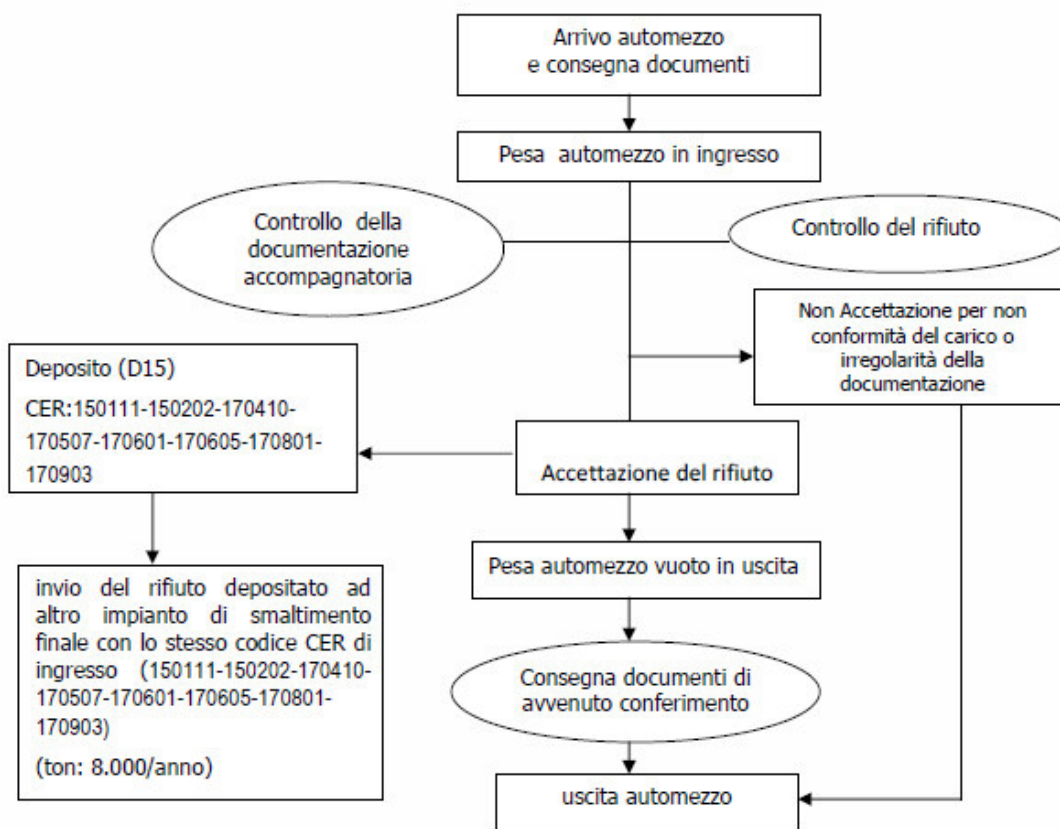 Arrivo automezzo
e consegna documenti
Pesa automezzo in ingresso
Controllo della
documentazione
accompagnatoria
Controllo del rifiuto
Non Accettazione per non
conformità del carico o
irregolarità della
documentazione
Deposito (D15)
CER:150111-150202-170410-
170507-170601-170605-170801-
170903
Accettazione del rifiuto
Pesa automezzo vuoto in uscita
invio del rifiuto depositato ad
altro impianto di smaltimento
finale con lo stesso codice CER di
ingresso (150111-150202-170410-
170507-170601-170605-170801-
170903)
(ton: 8.000/anno)
Consegna documenti di
avvenuto conferimento
uscita automezzo